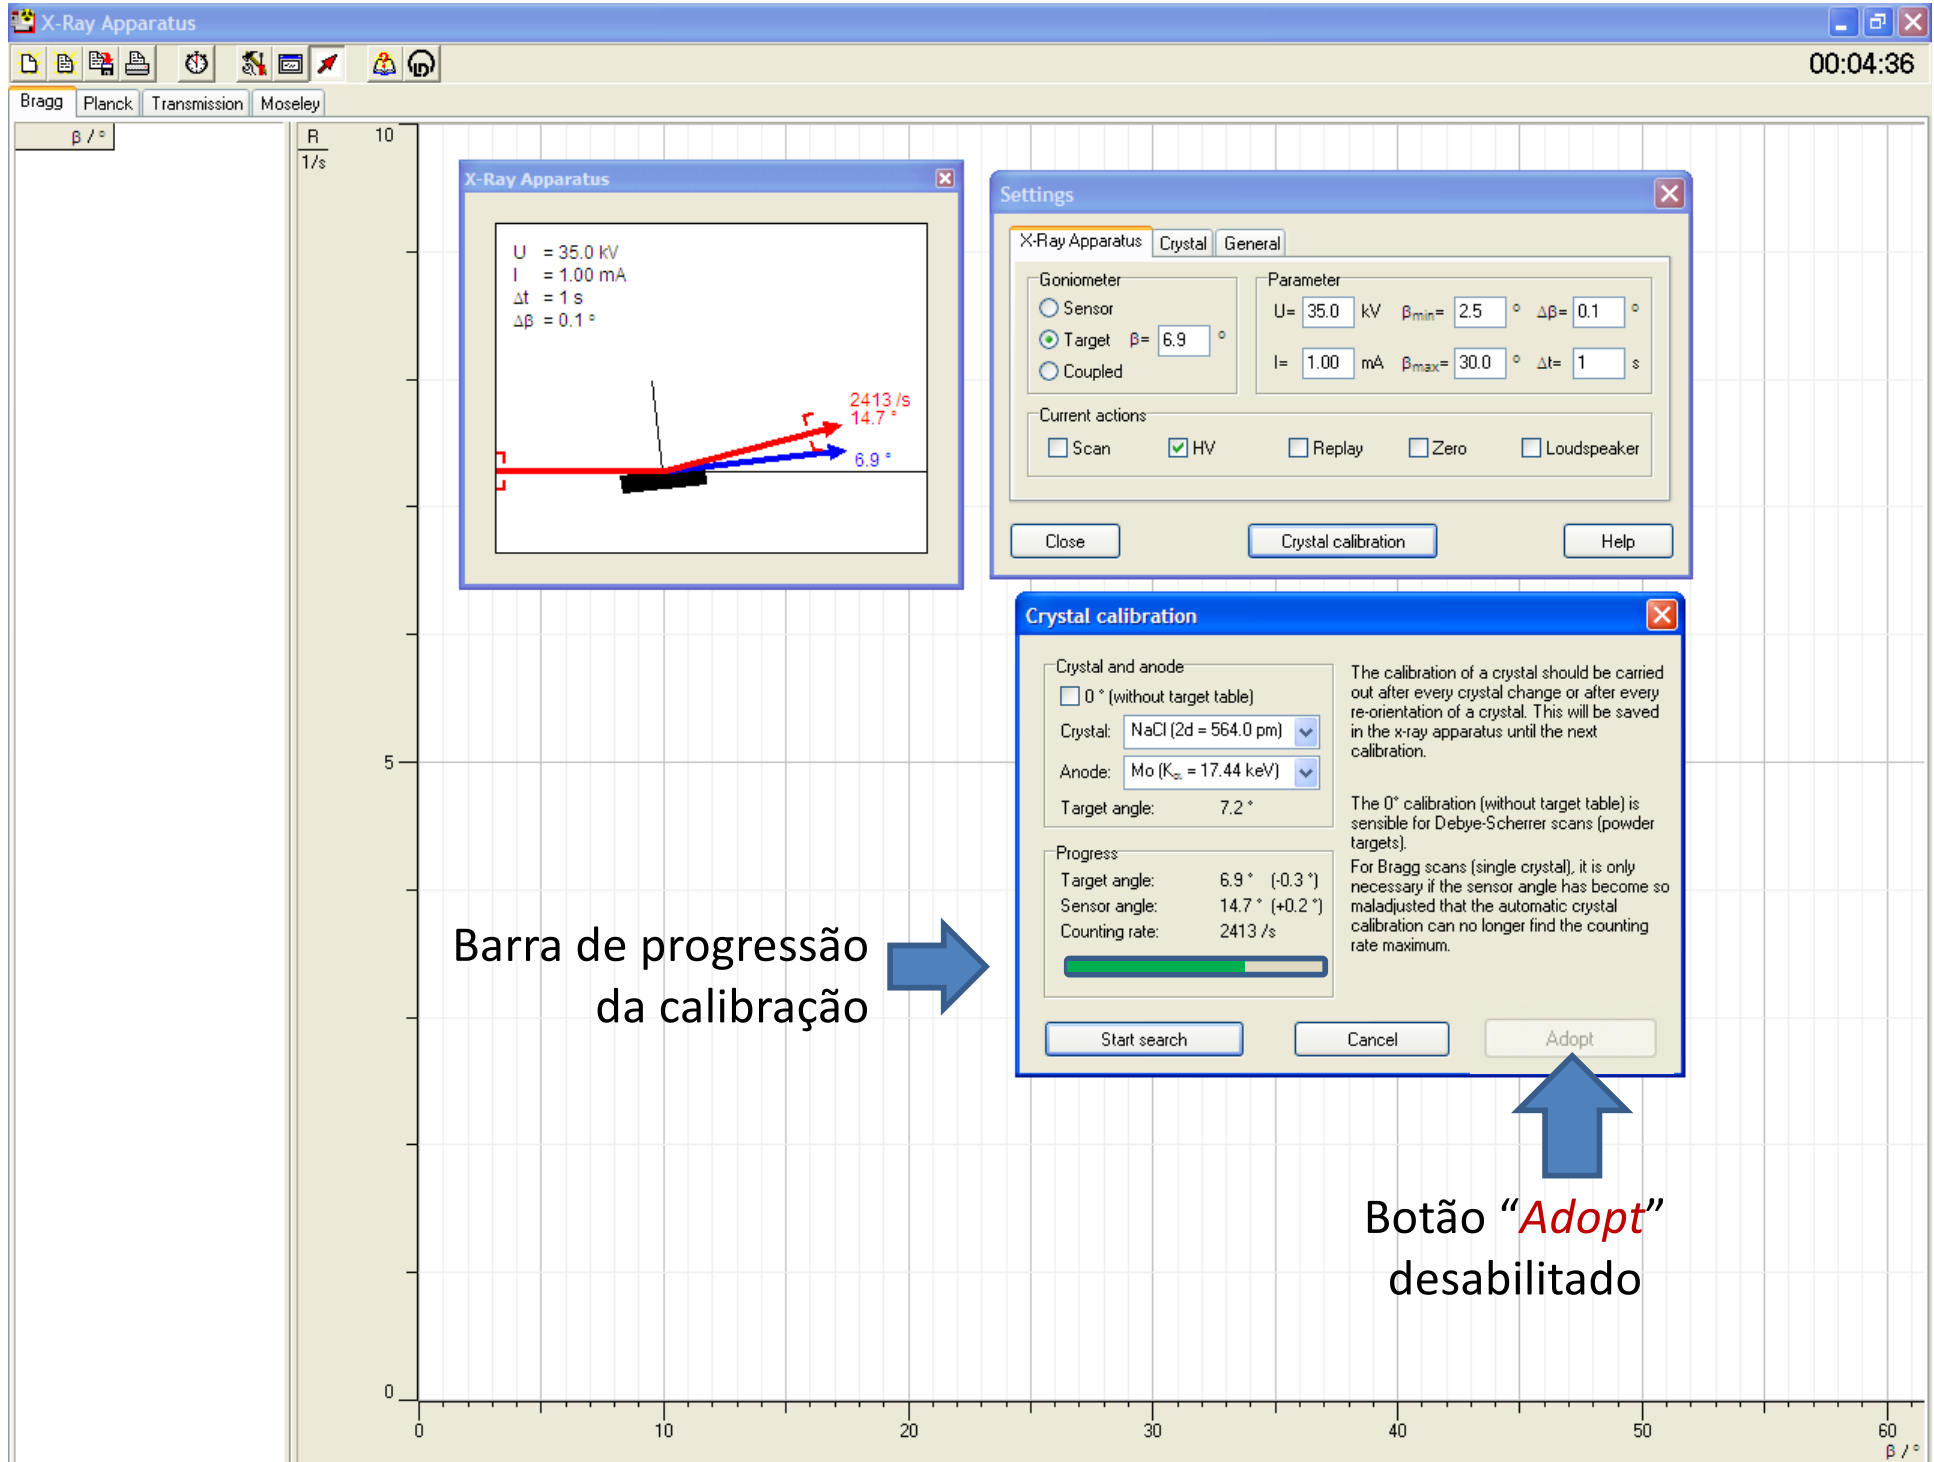 X-Ray Apparatus
00:04:36
Bragg Planck Transmission Moseley
β / °
R
1/s
10
5
0
0 10 20 30 40 50 60
β / °
X-Ray Apparatus
U = 35.0 kV
I = 1.00 mA
Δt = 1 s
Δβ = 0.1 °
2413 /s
14.7 °
6.9 °
Settings
X-Ray Apparatus Crystal General
Goniometer
Sensor
Target β= 6.9 °
Coupled
Parameter
U= 35.0 kV βmin= 2.5 ° Δβ= 0.1 °
I= 1.00 mA βmax= 30.0 ° Δt= 1 s
Current actions
Scan HV Replay Zero Loudspeaker
Close Crystal calibration Help
Crystal calibration
Crystal and anode
0 ° (without target table)
Crystal: NaCl (2d = 564.0 pm)
Anode: Mo (Kα = 17.44 keV)
Target angle: 7.2 °
Progress
Target angle: 6.9 ° (-0.3 °)
Sensor angle: 14.7 ° (+0.2 °)
Counting rate: 2413 /s
The calibration of a crystal should be carried
out after every crystal change or after every
re-orientation of a crystal. This will be saved
in the x-ray apparatus until the next
calibration.
The 0° calibration (without target table) is
sensible for Debye-Scherrer scans (powder
targets).
For Bragg scans (single crystal), it is only
necessary if the sensor angle has become so
maladjusted that the automatic crystal
calibration can no longer find the counting
rate maximum.
Start search Cancel Adopt
Barra de progressão
da calibração
Botão “Adopt”
desabilitado